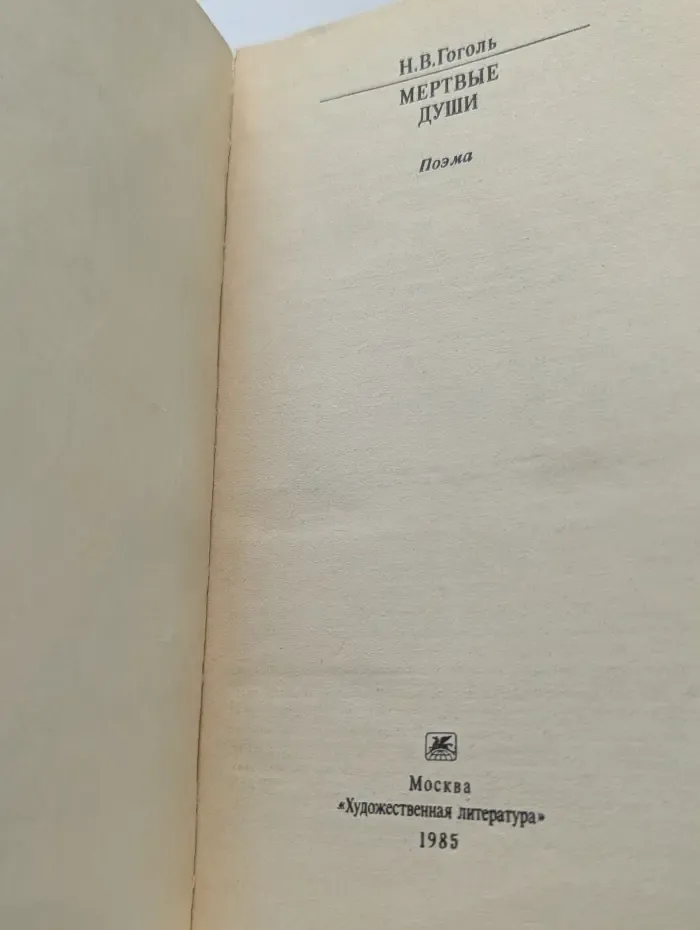 Н.В.Гоголь
МЕРТВЫЕ
ДУШИ
Поэма
Москва
«Художественная литература»
1985